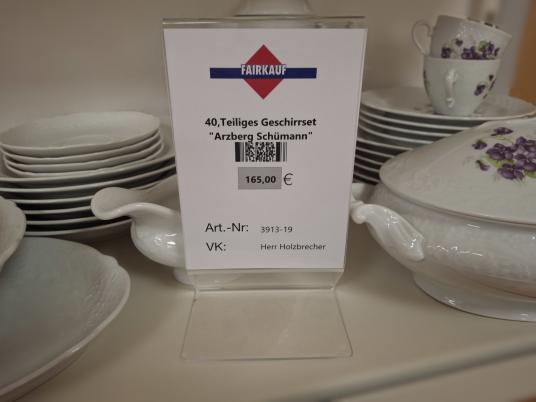 FAIRKAUF
40,Teiliges Geschirrset
"Arzberg Schümann"
165,00 €
Art.-Nr: 3913-19
VK: Herr Holzbrecher